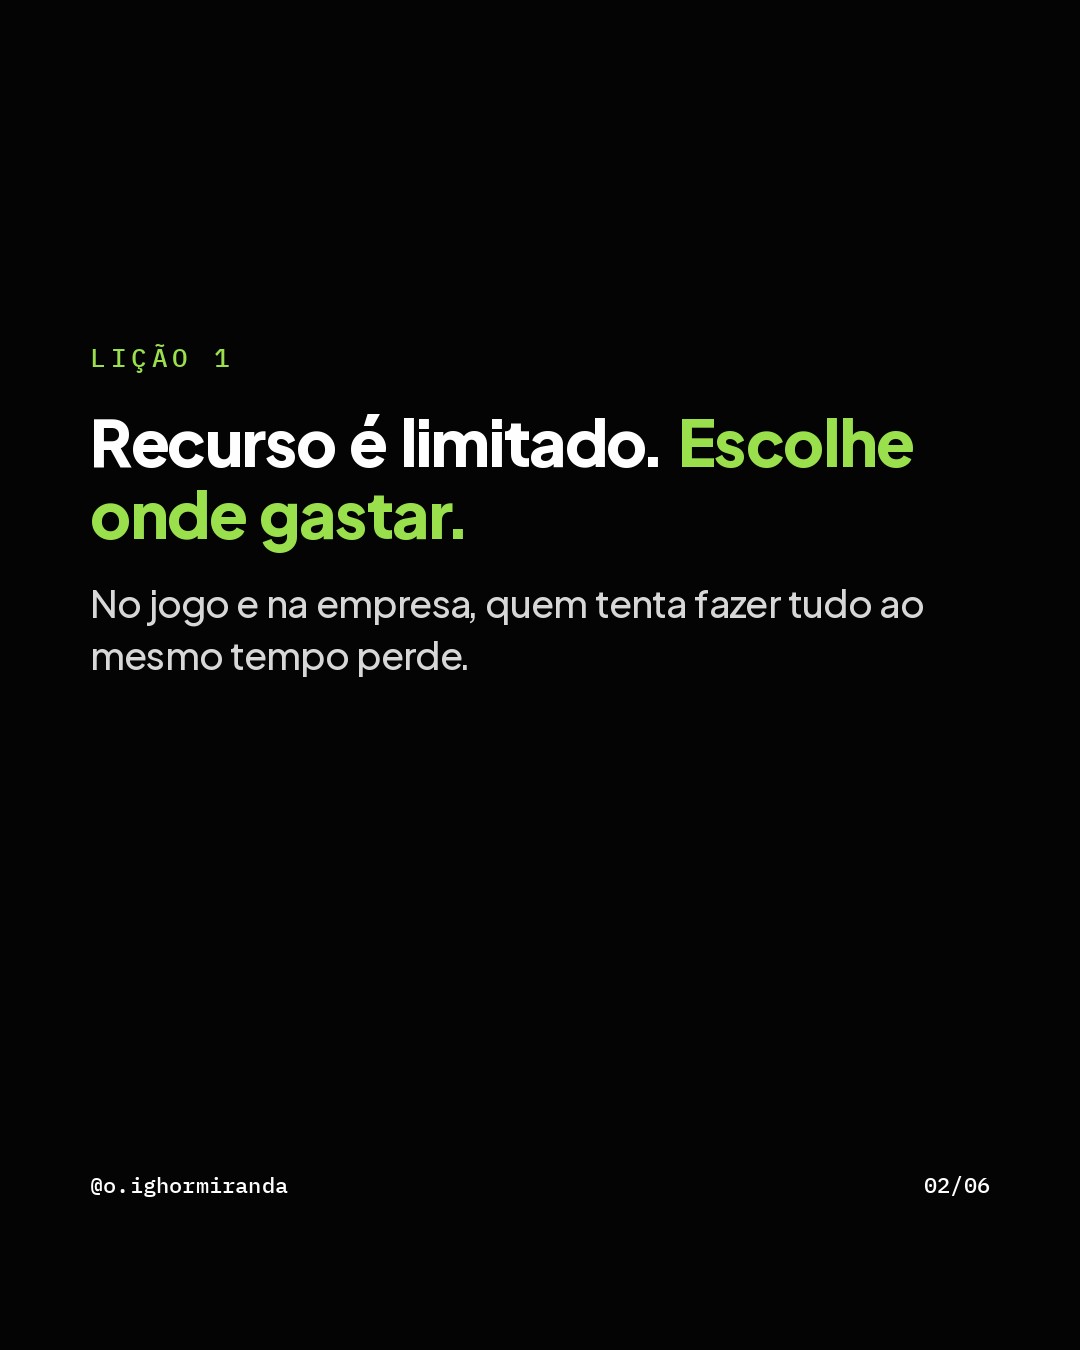 LIÇÃO 1
Recurso é limitado. Escolhe
onde gastar.
No jogo e na empresa, quem tenta fazer tudo ao
mesmo tempo perde.
@o.ighormiranda
02/06